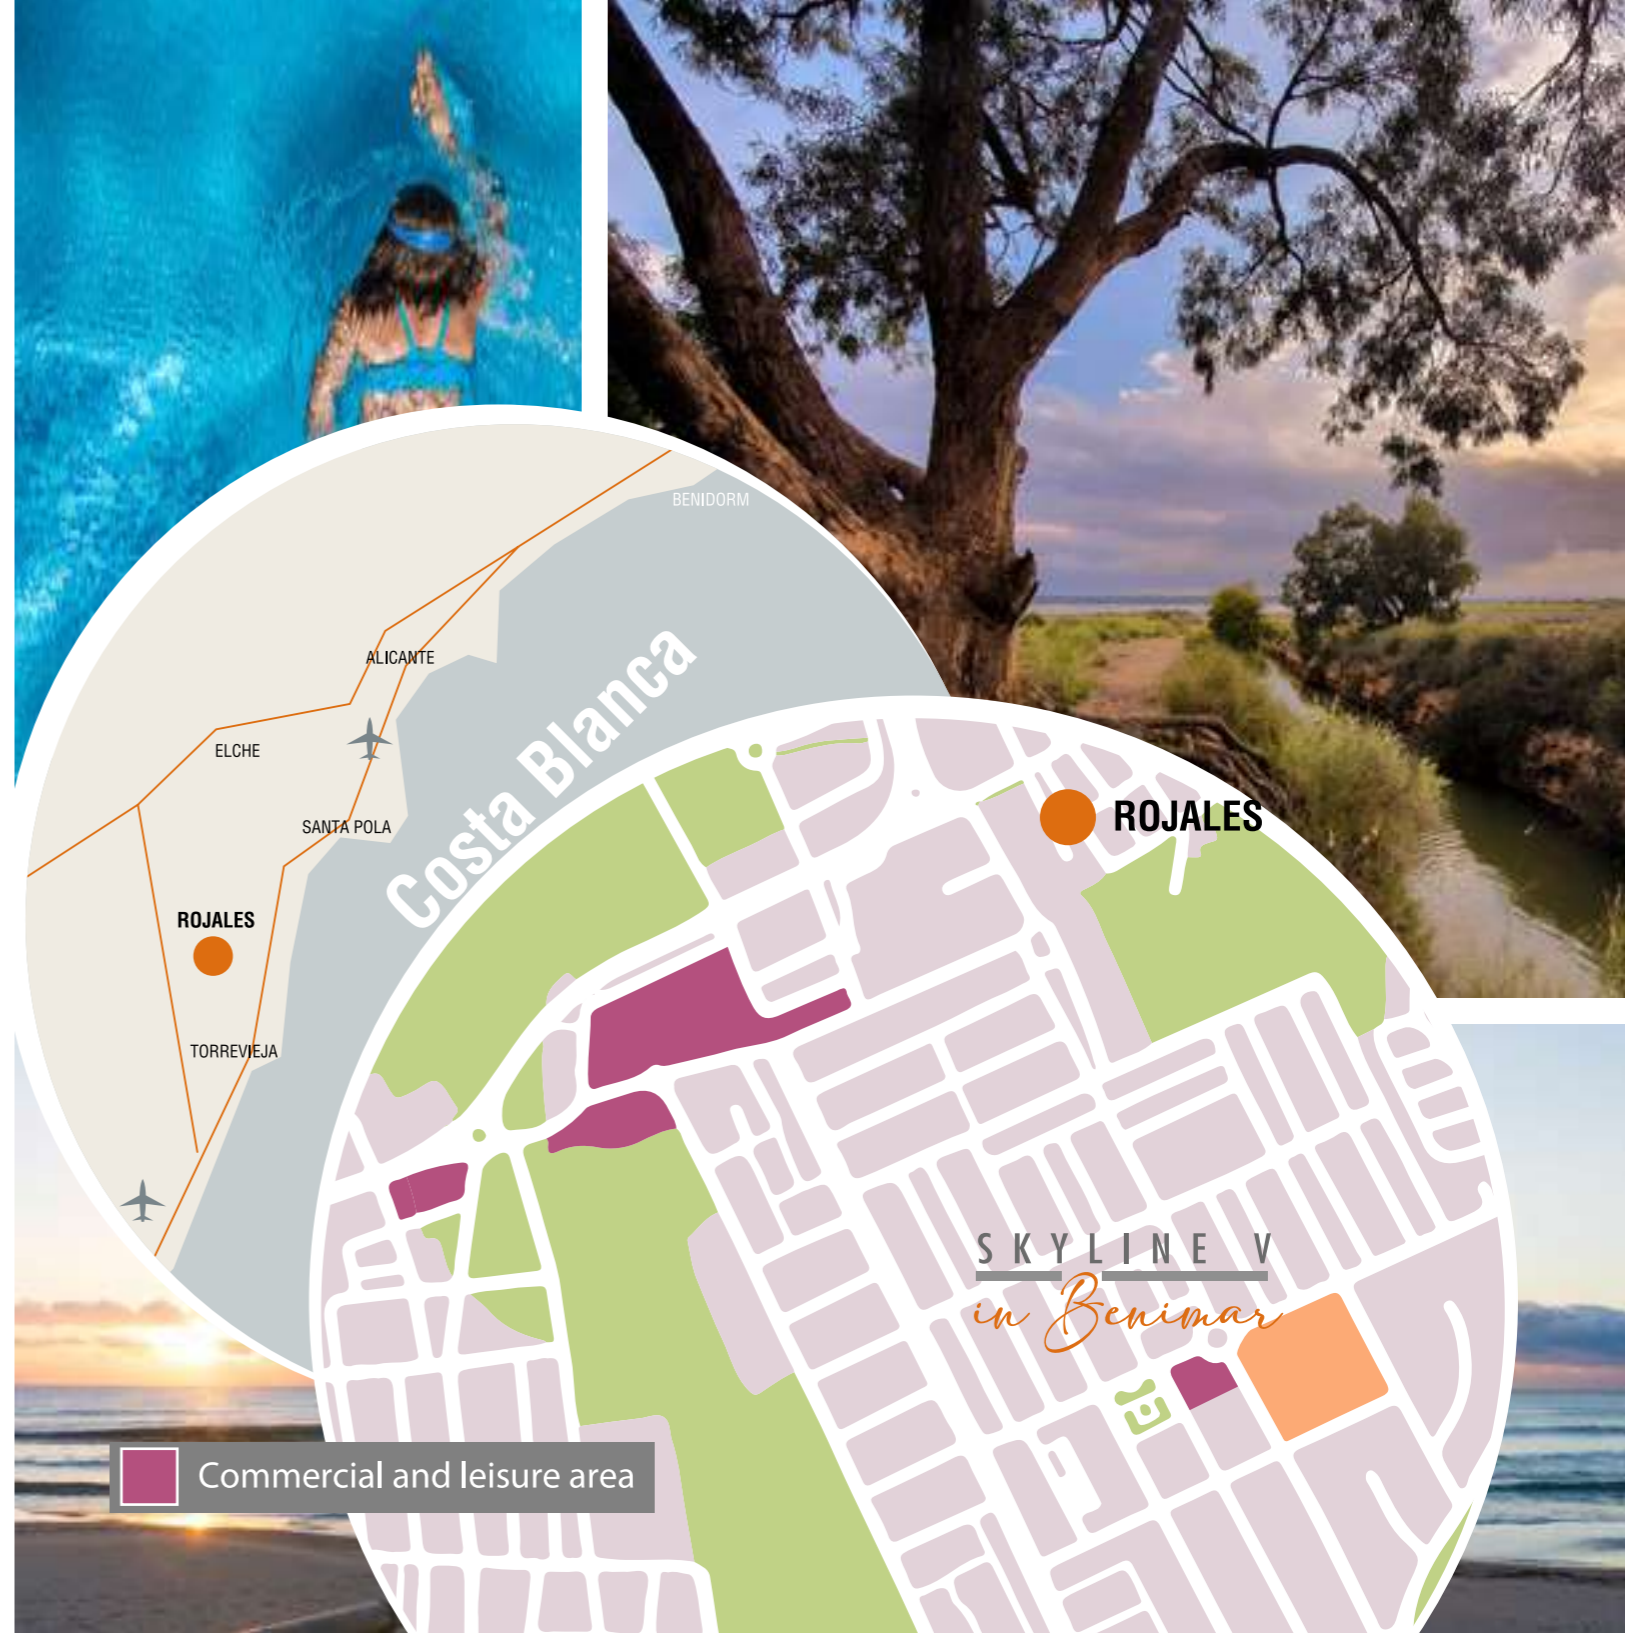 BENIDORM
ALICANTE
ELCHE
Costa Blanca
SANTA POLA
ROJALES
ROJALES
TORREVIEJA
SKYLINE V
in Benimar
Commercial and leisure area